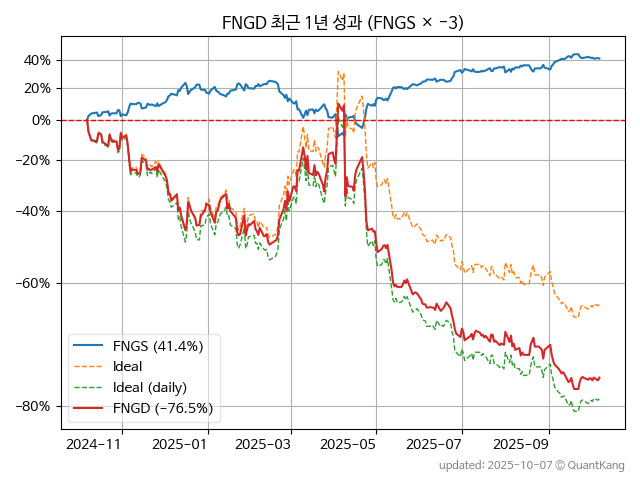 FNGD 최근 1년 성과 (FNGS × −3)
40%
20%
0%
−20%
−40%
−60%
−80%
FNGS (41.4%)
Ideal
Ideal (daily)
FNGD (−76.5%)
2024-11
2025-01
2025-03
2025-05
2025-07
2025-09
updated: 2025-10-07 © QuantKang